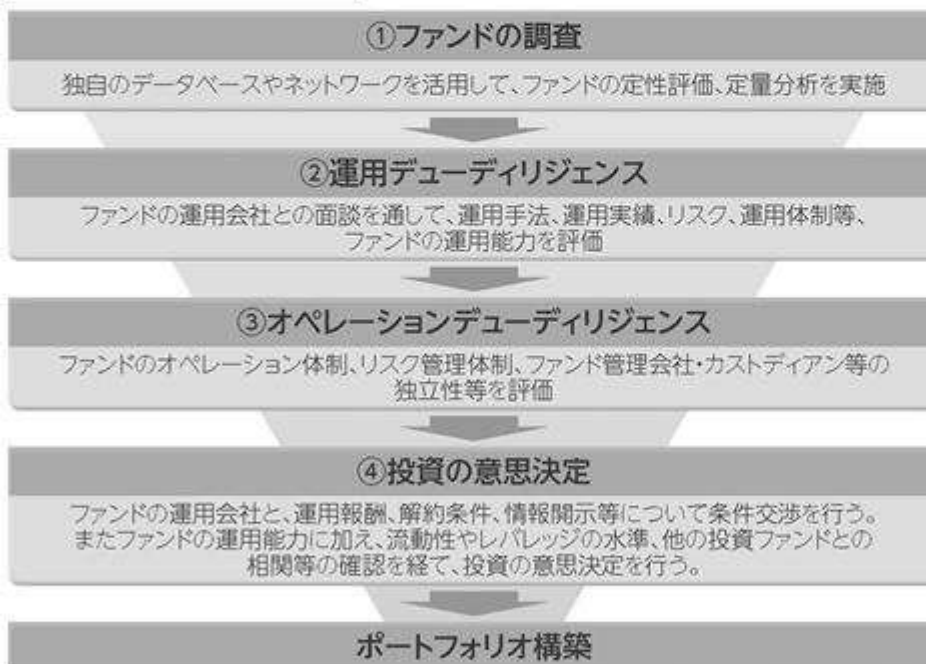 ①ファンドの調査
独自のデータベースやネットワークを活用して、ファンドの定性評価、定量分析を実施
②運用デューディリジェンス
ファンドの運用会社との面談を通して、運用手法、運用実績、リスク、運用体制等、
ファンドの運用能力を評価
③オペレーションデューディリジェンス
ファンドのオペレーション体制、リスク管理体制、ファンド管理会社・カストディアン等の
独立性等を評価
④投資の意思決定
ファンドの運用会社と、運用報酬、解約条件、情報開示等について条件交渉を行う。
またファンドの運用能力に加え、流動性やレバレッジの水準、他の投資ファンドとの
相関等の確認を経て、投資の意思決定を行う。
ポートフォリオ構築